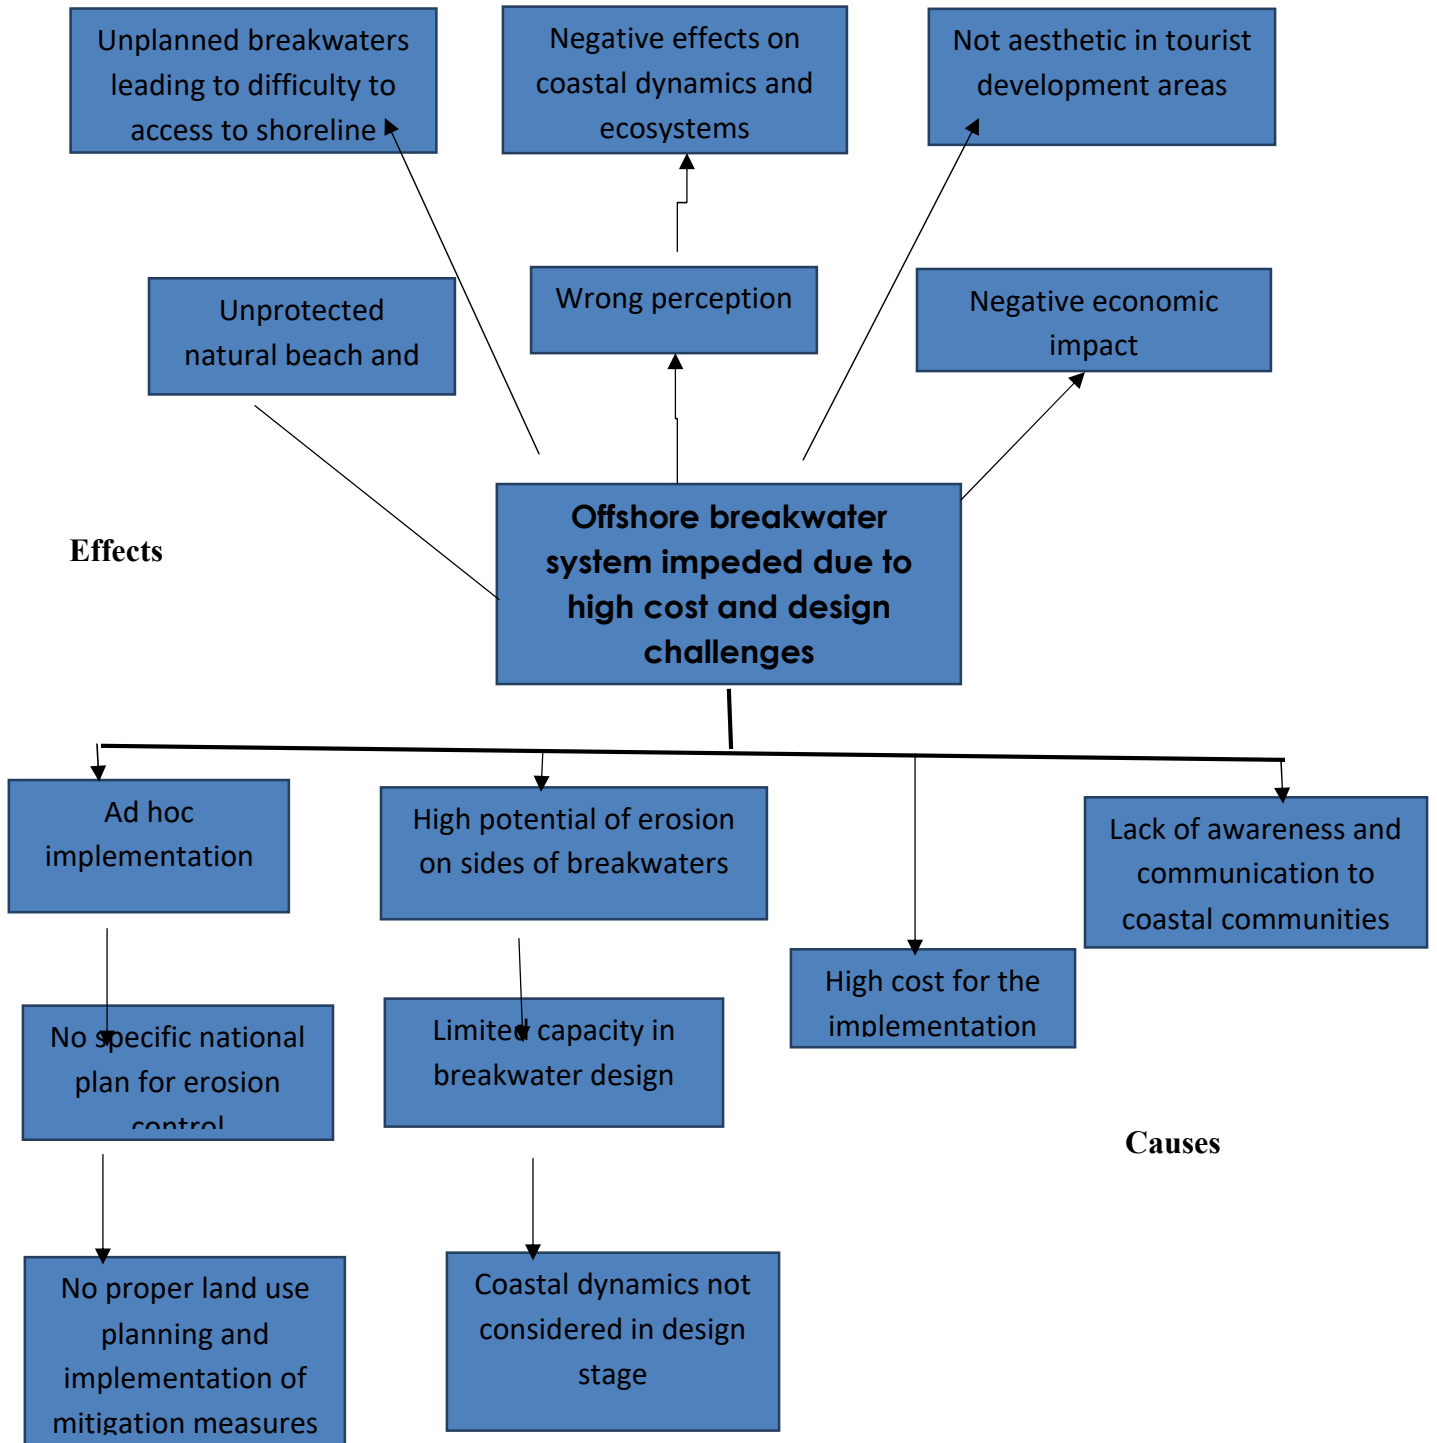 Unplanned breakwaters
leading to difficulty to
access to shoreline
Negative effects on
coastal dynamics and
ecosystems
Not aesthetic in tourist
development areas
Unprotected
natural beach and
Wrong perception
Negative economic
impact
Effects
Offshore breakwater
system impeded due to
high cost and design
challenges
Ad hoc
implementation
High potential of erosion
on sides of breakwaters
Lack of awareness and
communication to
coastal communities
High cost for the
implementation
No specific national
plan for erosion
control
Limited capacity in
breakwater design
Causes
No proper land use
planning and
implementation of
mitigation measures
Coastal dynamics not
considered in design
stage